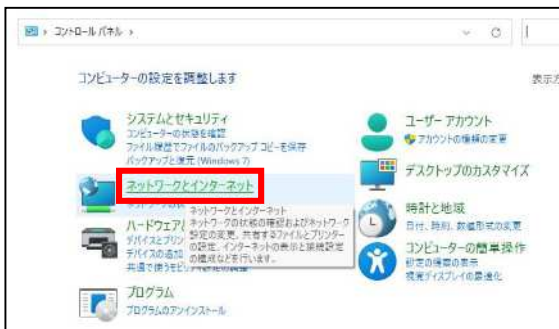 コントロール パネル
コンピューターの設定を調整します
表示方
システムとセキュリティ
コンピューターの状態を確認
ファイル履歴でファイルのバックアップ コピーを保存
バックアップと復元 (Windows 7)
ネットワークとインターネット
ネットワークとインターネット
ネットワークの状態の確認およびネットワーク
設定の変更、共有するファイルとプリンター
の設定、インターネットの表示と接続設定
の構成などを行います。
ハードウェア
デバイスとプリン
デバイスの追加
プログラム
プログラムのアンインストール
ユーザー アカウント
アカウントの種類の変更
デスクトップのカスタマイズ
時計と地域
日付、時刻、数値形式の変更
コンピューターの簡単操作
設定の提案の表示
視覚ディスプレイの最適化